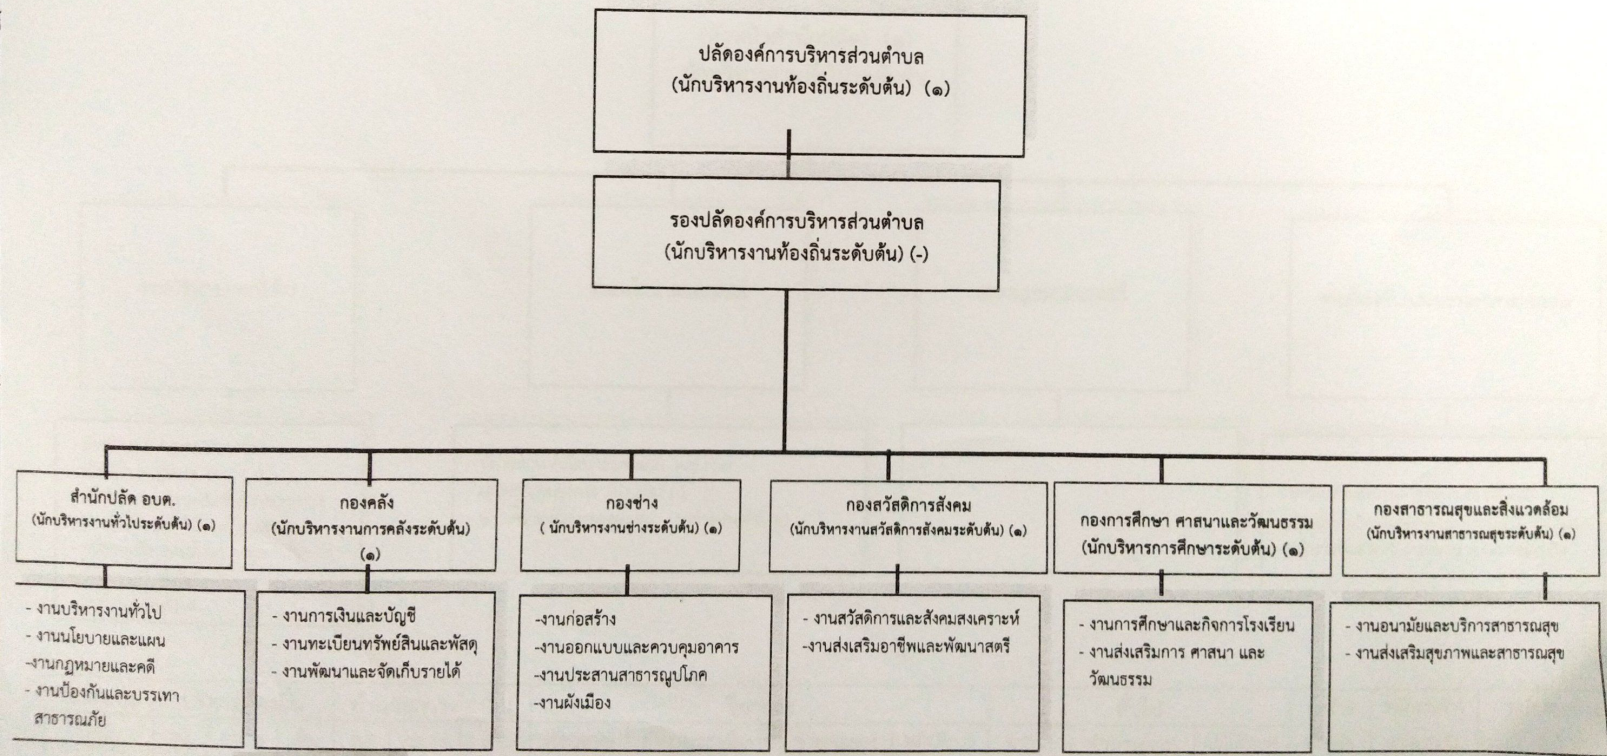 ปลัดองค์การบริหารส่วนตำบล
(นักบริหารงานท้องถิ่นระดับต้น) (๑)
รองปลัดองค์การบริหารส่วนตำบล
(นักบริหารงานท้องถิ่นระดับต้น) (-)
สำนักปลัด อบต.
(นักบริหารงานทั่วไประดับต้น) (๑)
กองคลัง
(นักบริหารงานการคลังระดับต้น)
(๑)
กองช่าง
( นักบริหารงานช่างระดับต้น) (๑)
กองสวัสดิการสังคม
(นักบริหารงานสวัสดิการสังคมระดับต้น) (๑)
กองการศึกษา ศาสนาและวัฒนธรรม
(นักบริหารการศึกษาระดับต้น) (๑)
กองสาธารณสุขและสิ่งแวดล้อม
(นักบริหารงานสาธารณสุขระดับต้น) (๑)
- งานบริหารงานทั่วไป
- งานนโยบายและแผน
-งานกฎหมายและคดี
- งานป้องกันและบรรเทา
สาธารณภัย
- งานการเงินและบัญชี
- งานทะเบียนทรัพย์สินและพัสดุ
- งานพัฒนาและจัดเก็บรายได้
-งานก่อสร้าง
-งานออกแบบและควบคุมอาคาร
-งานประสานสาธารณูปโภค
-งานผังเมือง
- งานสวัสดิการและสังคมสงเคราะห์
-งานส่งเสริมอาชีพและพัฒนาสตรี
- งานการศึกษาและกิจการโรงเรียน
- งานส่งเสริมการ ศาสนา และ
วัฒนธรรม
- งานอนามัยและบริการสาธารณสุข
- งานส่งเสริมสุขภาพและสาธารณสุข